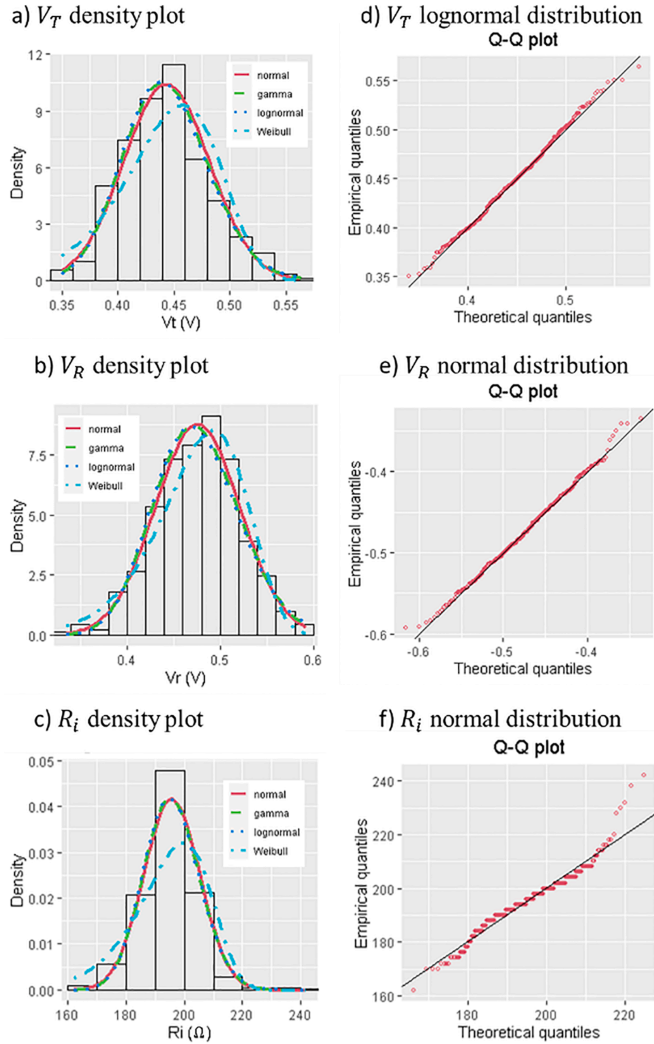 a) V_T density plot
12
9
6
3
0
Density
normal
gamma
lognormal
Weibull
0.35 0.40 0.45 0.50 0.55
Vt (V)
d) V_T lognormal distribution
Q-Q plot
0.55
0.50
0.45
0.40
0.35
Empirical quantiles
0.4 0.5
Theoretical quantiles
b) V_R density plot
7.5
5.0
2.5
0.0
Density
normal
gamma
lognormal
Weibull
0.4 0.5 0.6
Vr (V)
e) V_R normal distribution
Q-Q plot
-0.4
-0.5
-0.6
Empirical quantiles
-0.6 -0.5 -0.4
Theoretical quantiles
c) R_i density plot
0.05
0.04
0.03
0.02
0.01
0.00
Density
normal
gamma
lognormal
Weibull
160 180 200 220 240
Ri (Ω)
f) R_i normal distribution
Q-Q plot
240
220
200
180
160
Empirical quantiles
180 200 220
Theoretical quantiles